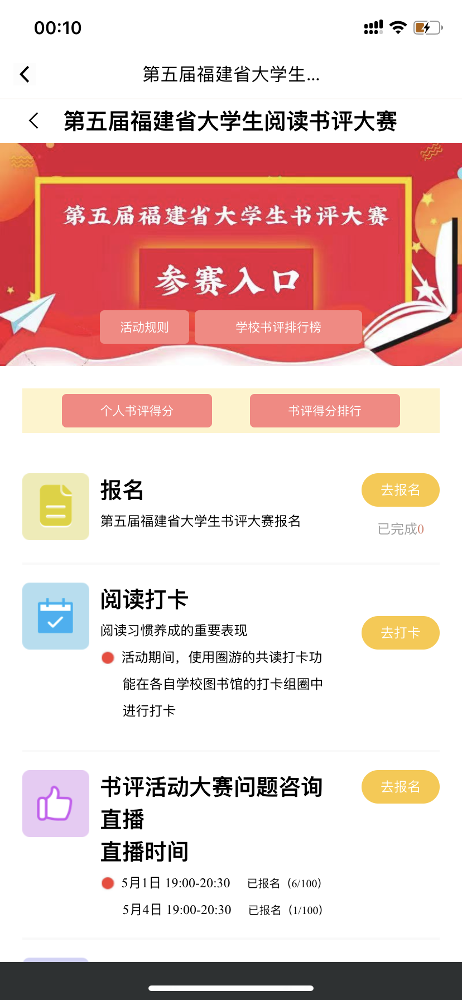 00:10
第五届福建省大学生...
第五届福建省大学生阅读书评大赛
第五届福建省大学生书评大赛
参赛入口
活动规则
学校书评排行榜
个人书评得分
书评得分排行
报名
去报名
第五届福建省大学生书评大赛报名
已完成0
阅读打卡
阅读习惯养成的重要表现
去打卡
活动期间，使用圈游的共读打卡功
能在各自学校图书馆的打卡组圈中
进行打卡
书评活动大赛问题咨询
去报名
直播
直播时间
5月1日 19:00-20:30 已报名（6/100）
5月4日 19:00-20:30 已报名（1/100）